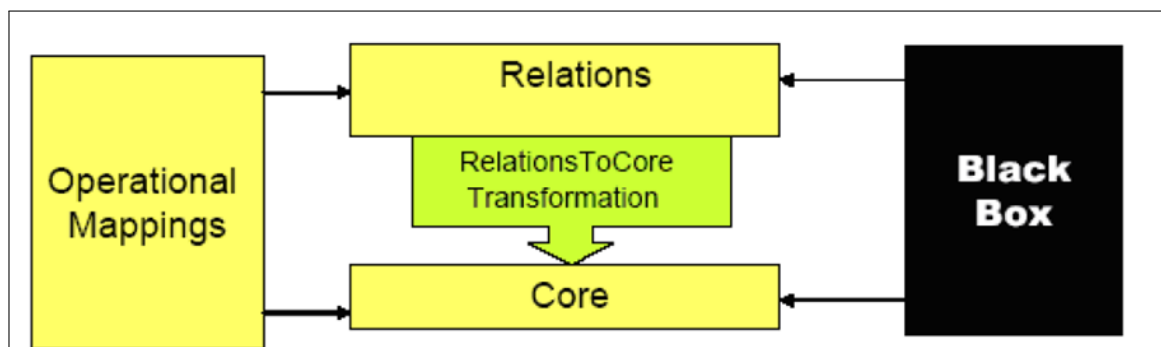 Operational
Mappings
Relations
RelationsToCore
Transformation
Core
Black
Box